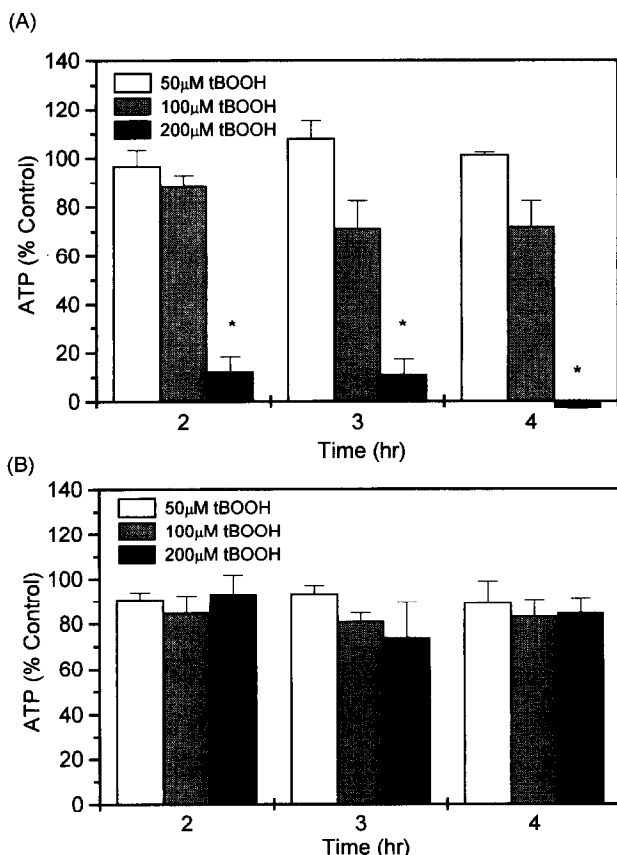 (A)
140
120
100
80
60
40
20
0
ATP (% Control)
50μM tBOOH
100μM tBOOH
200μM tBOOH
*
*
*
2
3
4
Time (hr)
(B)
140
120
100
80
60
40
20
0
ATP (% Control)
50μM tBOOH
100μM tBOOH
200μM tBOOH
2
3
4
Time (hr)